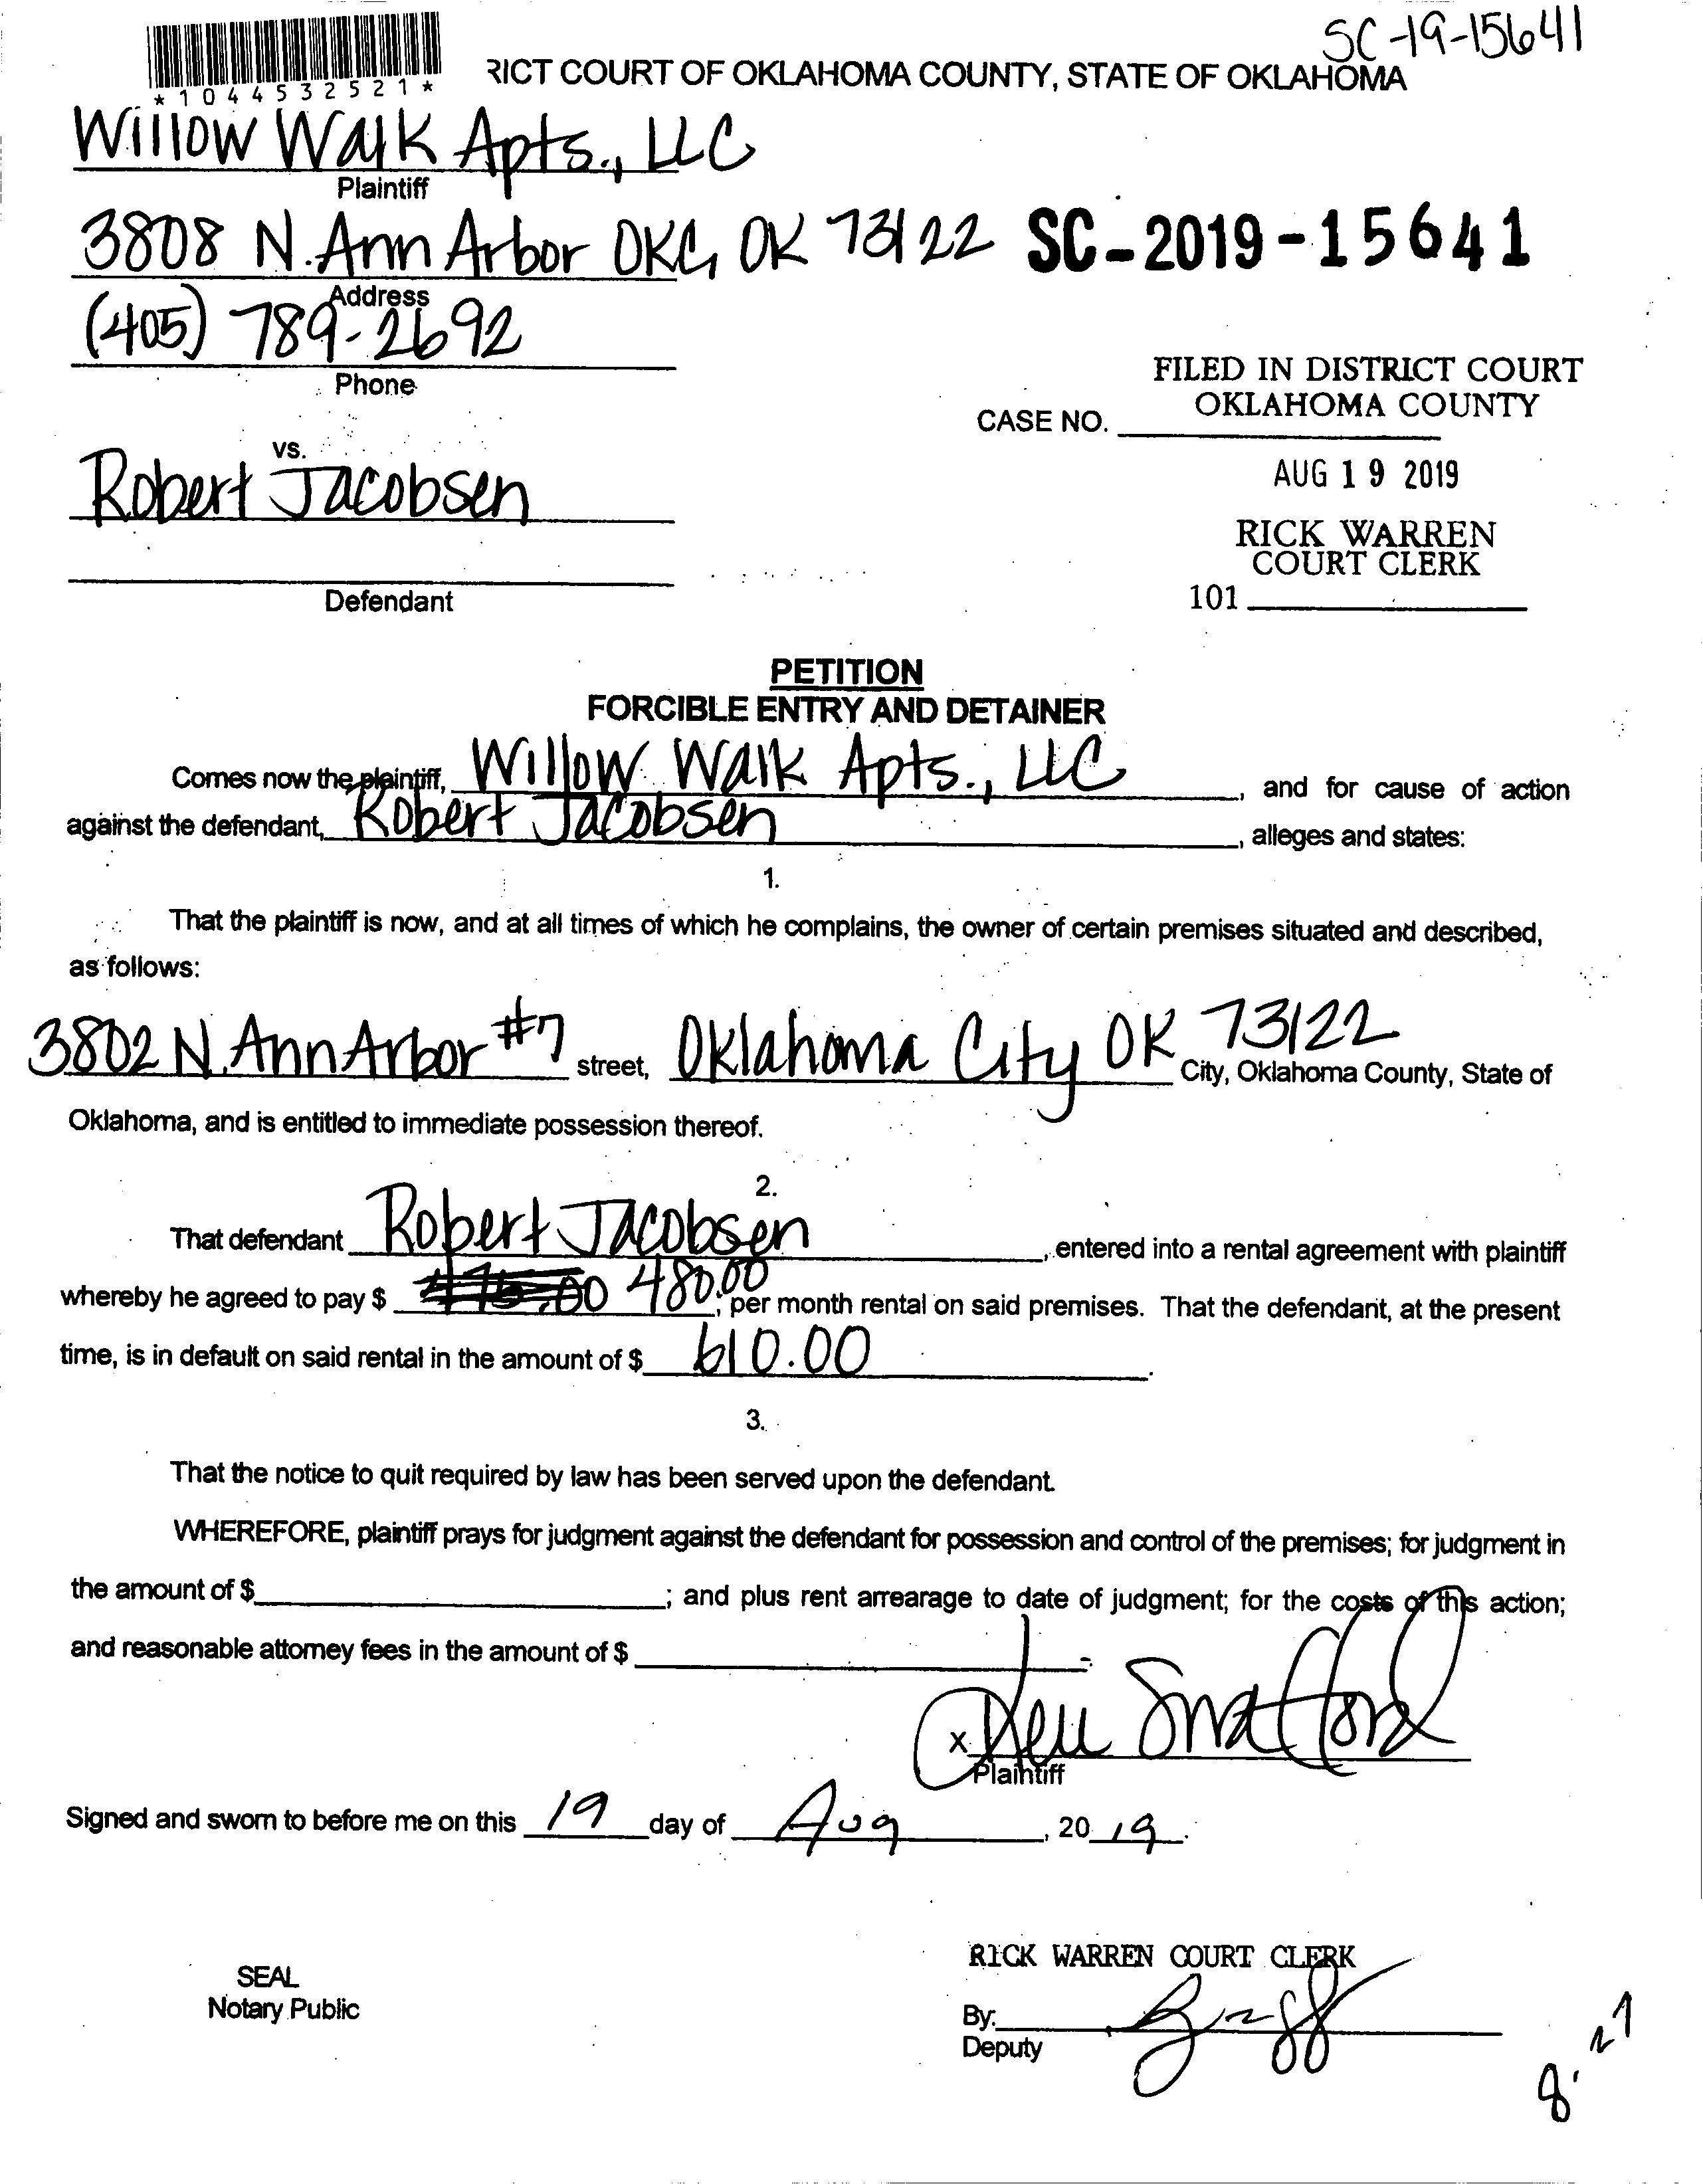 SC-19-15641
*1044532521*
RICT COURT OF OKLAHOMA COUNTY, STATE OF OKLAHOMA
Willow Walk Apts., LLC
Plaintiff
3808 N. Ann Arbor OKC, OK 73122
SC-2019-15641
Address
(405) 789-2692
Phone
FILED IN DISTRICT COURT
OKLAHOMA COUNTY
CASE NO.
vs.
AUG 19 2019
Robert Jacobsen
RICK WARREN
COURT CLERK
Defendant
101
PETITION
FORCIBLE ENTRY AND DETAINER
Comes now the plaintiff, Willow Walk Apts., LLC, and for cause of action
against the defendant, Robert Jacobsen, alleges and states:
1.
That the plaintiff is now, and at all times of which he complains, the owner of certain premises situated and described,
as follows:
3802 N. Ann Arbor #7 street, Oklahoma City OK 73122 City, Oklahoma County, State of
Oklahoma, and is entitled to immediate possession thereof.
2.
That defendant Robert Jacobsen, entered into a rental agreement with plaintiff
whereby he agreed to pay $ 480.00, per month rental on said premises. That the defendant, at the present
time, is in default on said rental in the amount of $ 610.00.
3.
That the notice to quit required by law has been served upon the defendant.
WHEREFORE, plaintiff prays for judgment against the defendant for possession and control of the premises; for judgment in
the amount of $ ; and plus rent arrearage to date of judgment; for the costs of this action;
and reasonable attorney fees in the amount of $ .
x
Plaintiff
Signed and sworn to before me on this 19 day of Aug, 20 19.
RICK WARREN COURT CLERK
SEAL
Notary Public
By:
Deputy
8.27